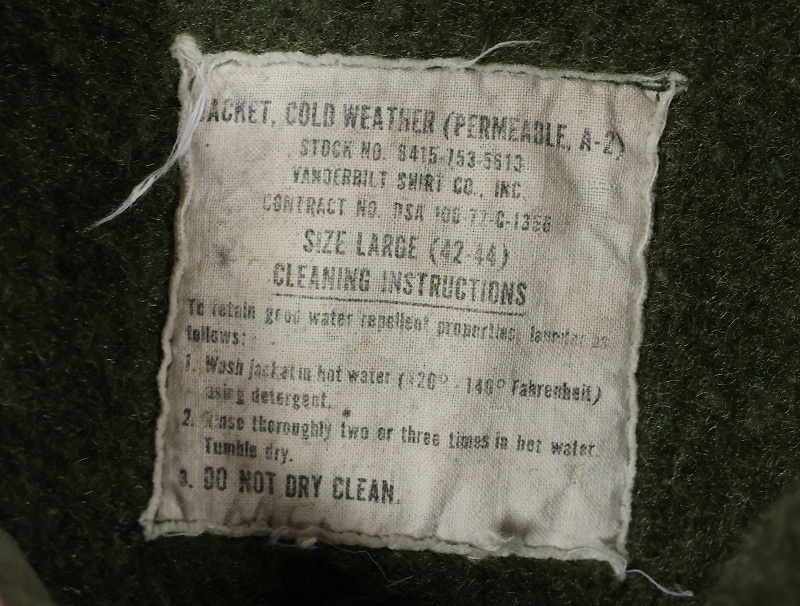 JACKET, COLD WEATHER (PERMEABLE, A-2)
STOCK NO. 8415-753-5613
VANDERBILT SHIRT CO., INC.
CONTRACT NO. DSA 100-77-C-1366
SIZE LARGE (42-44)
CLEANING INSTRUCTIONS
To retain good water repellent properties, launder as
follows:
1. Wash jacket in hot water (120° - 140° Fahrenheit)
using detergent.
2. Rinse thoroughly two or three times in hot water.
Tumble dry.
3. DO NOT DRY CLEAN.